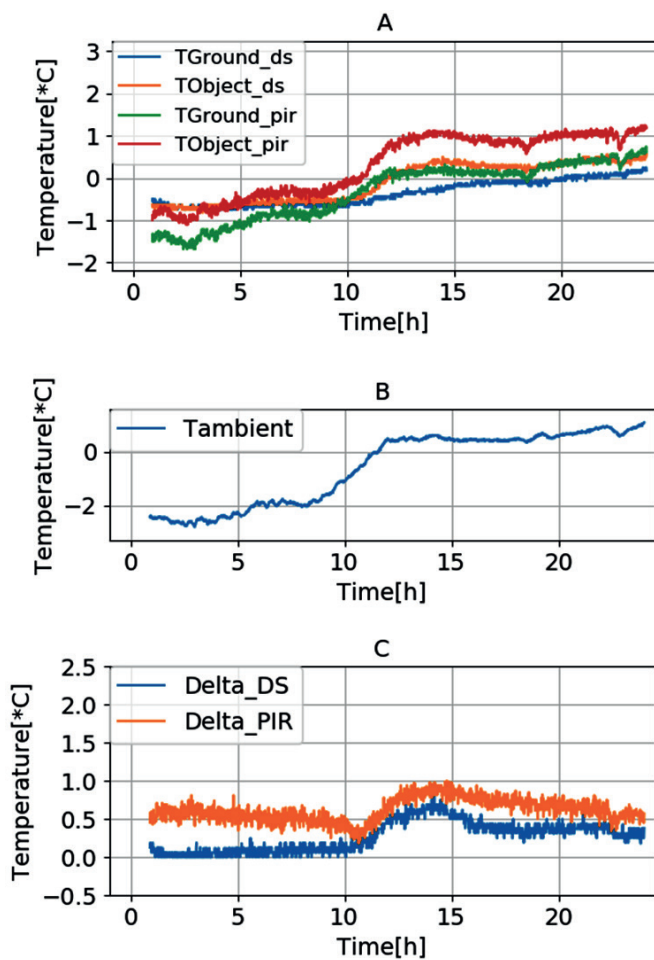 A
Temperature[*C]
3
2
1
0
−1
−2
TGround_ds
TObject_ds
TGround_pir
TObject_pir
0 5 10 15 20
Time[h]
B
Temperature[*C]
0
−2
Tambient
0 5 10 15 20
Time[h]
C
Temperature[*C]
2.5
2.0
1.5
1.0
0.5
0.0
−0.5
Delta_DS
Delta_PIR
0 5 10 15 20
Time[h]